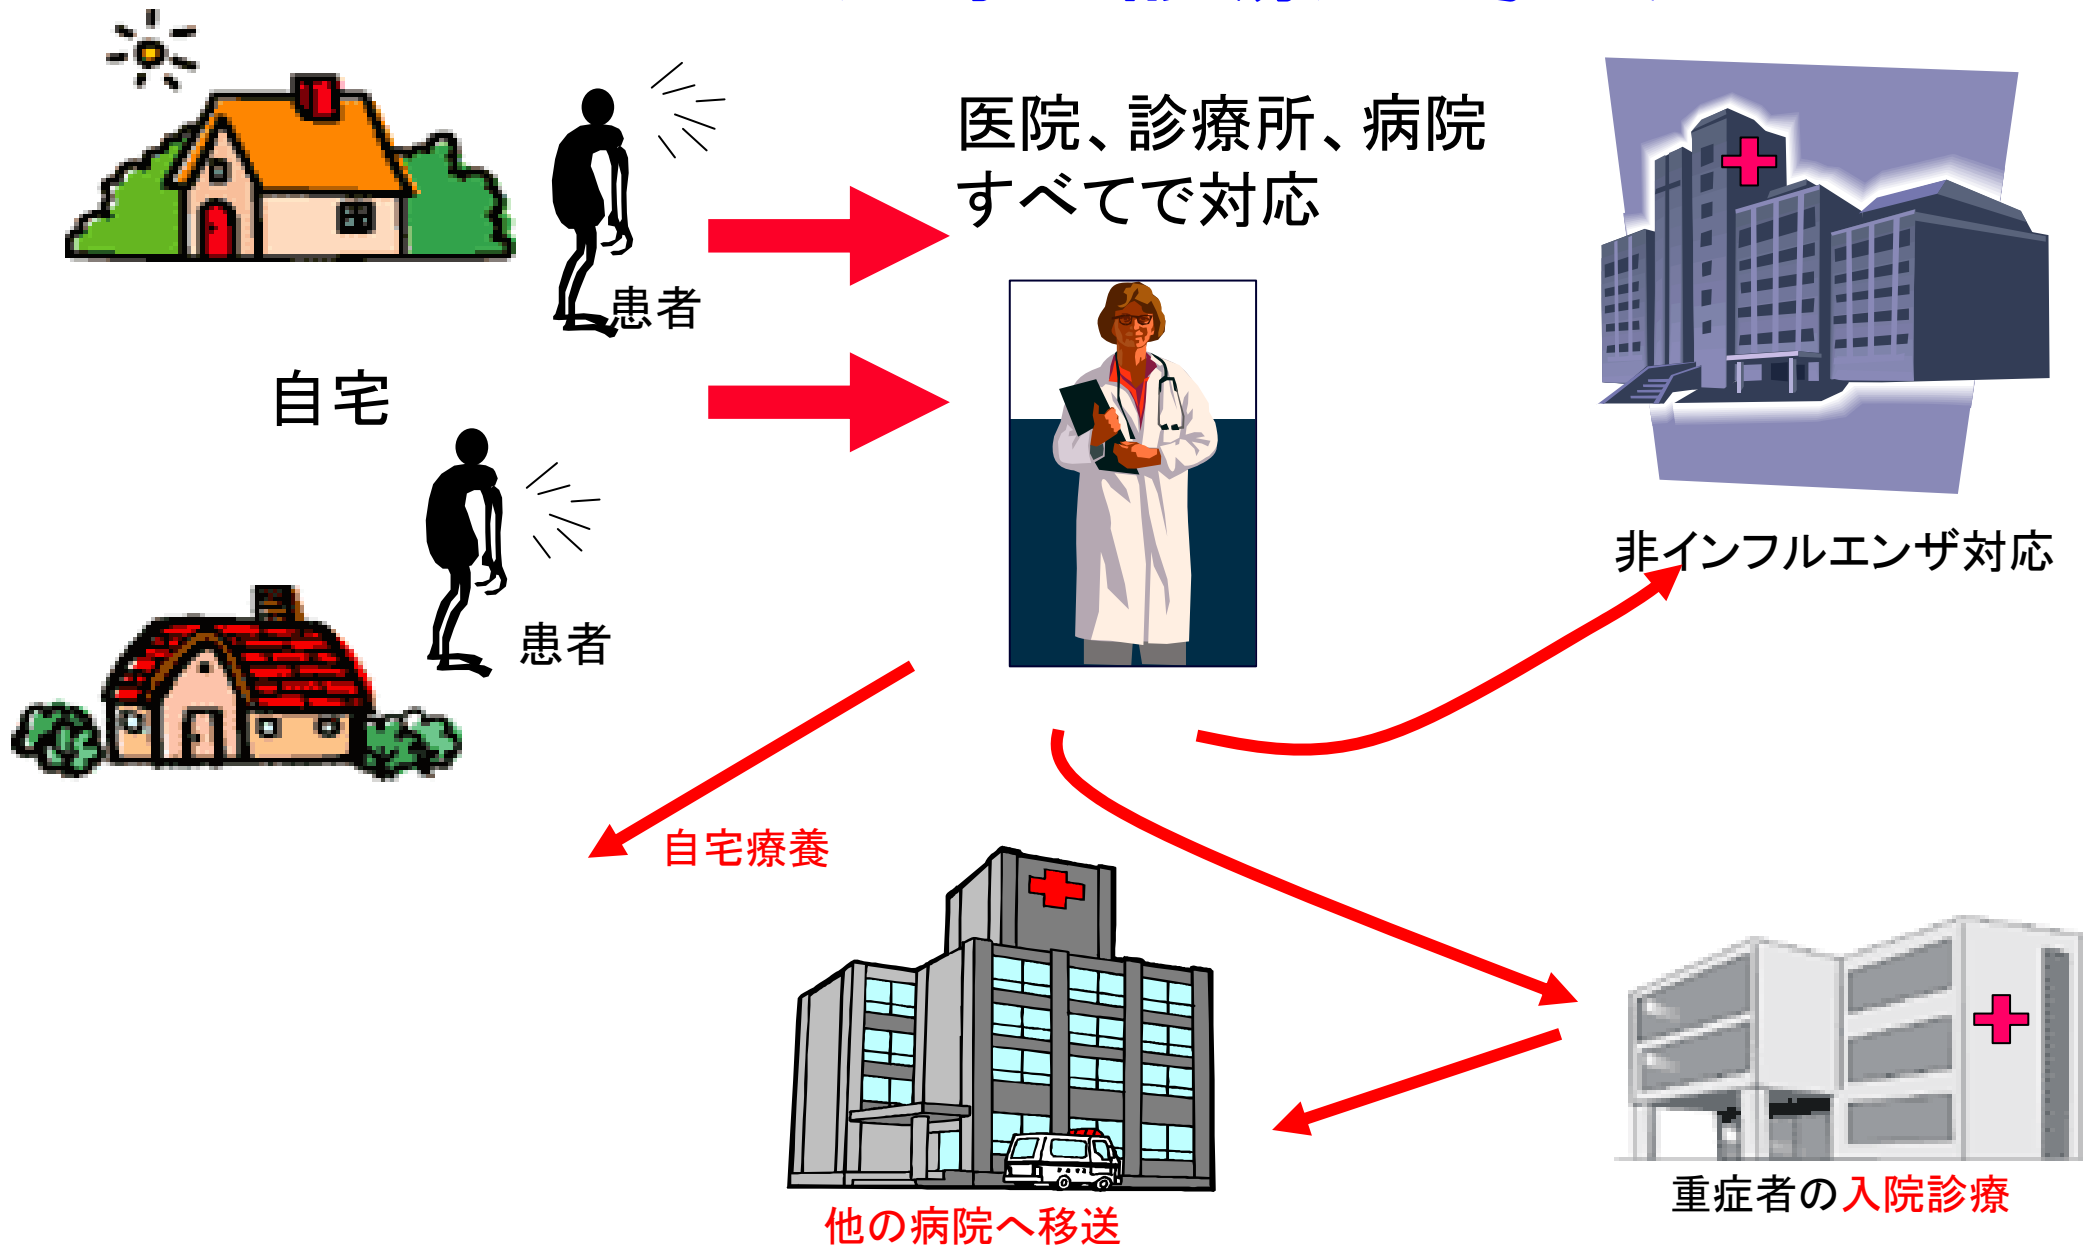 医院、診療所、病院
すべてで対応
患者
自宅
患者
非インフルエンザ対応
自宅療養
重症者の入院診療
他の病院へ移送